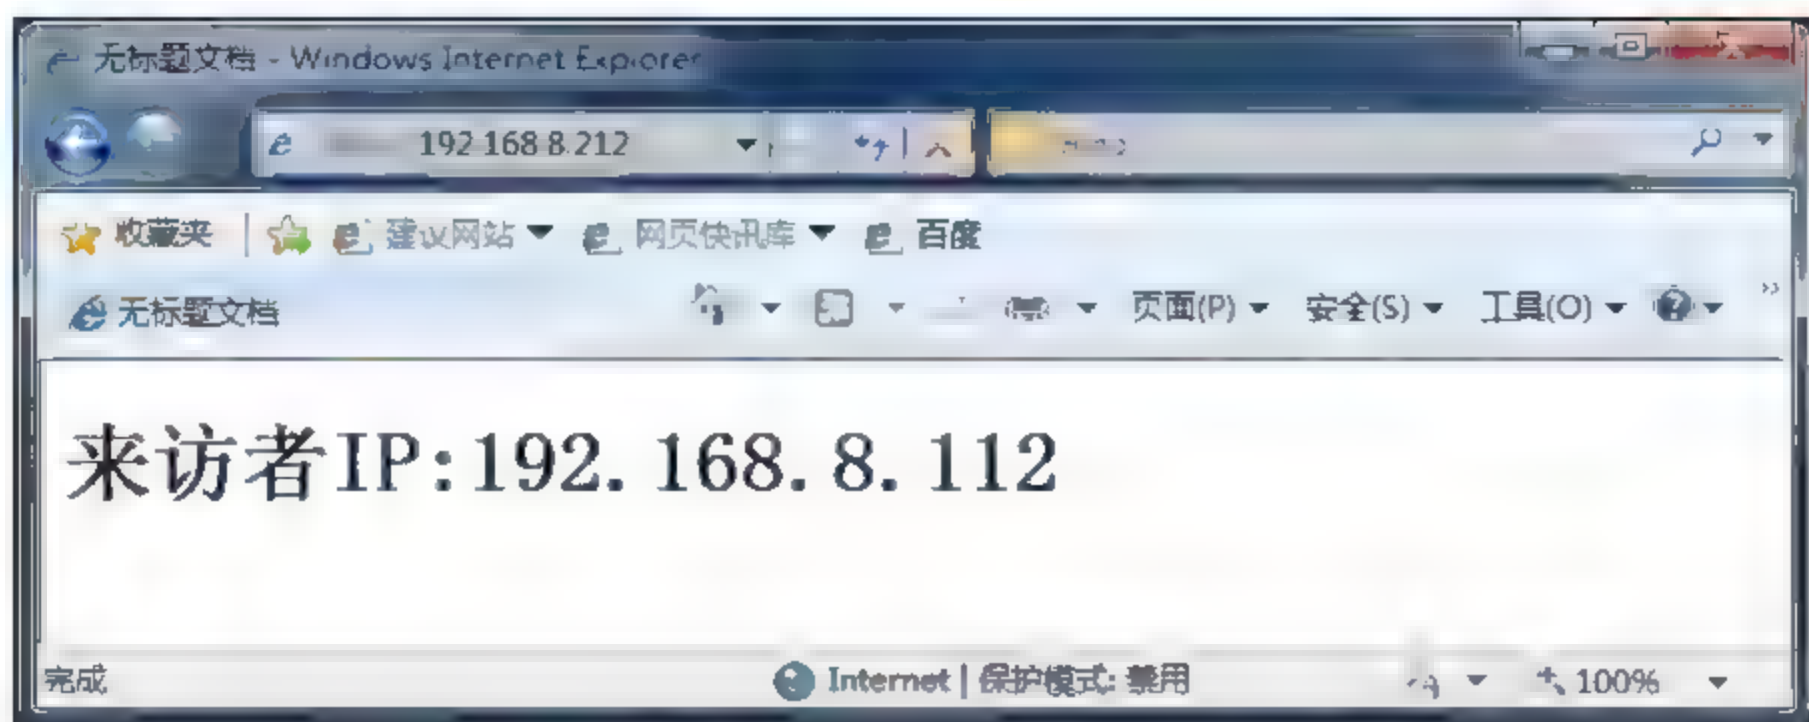 无标题文档 - Windows Internet Explorer
192.168.8.212
收藏夹 建议网站 网页快讯库 百度
无标题文档 页面(P) 安全(S) 工具(O)
来访者IP:192.168.8.112
完成 Internet | 保护模式: 禁用 100%